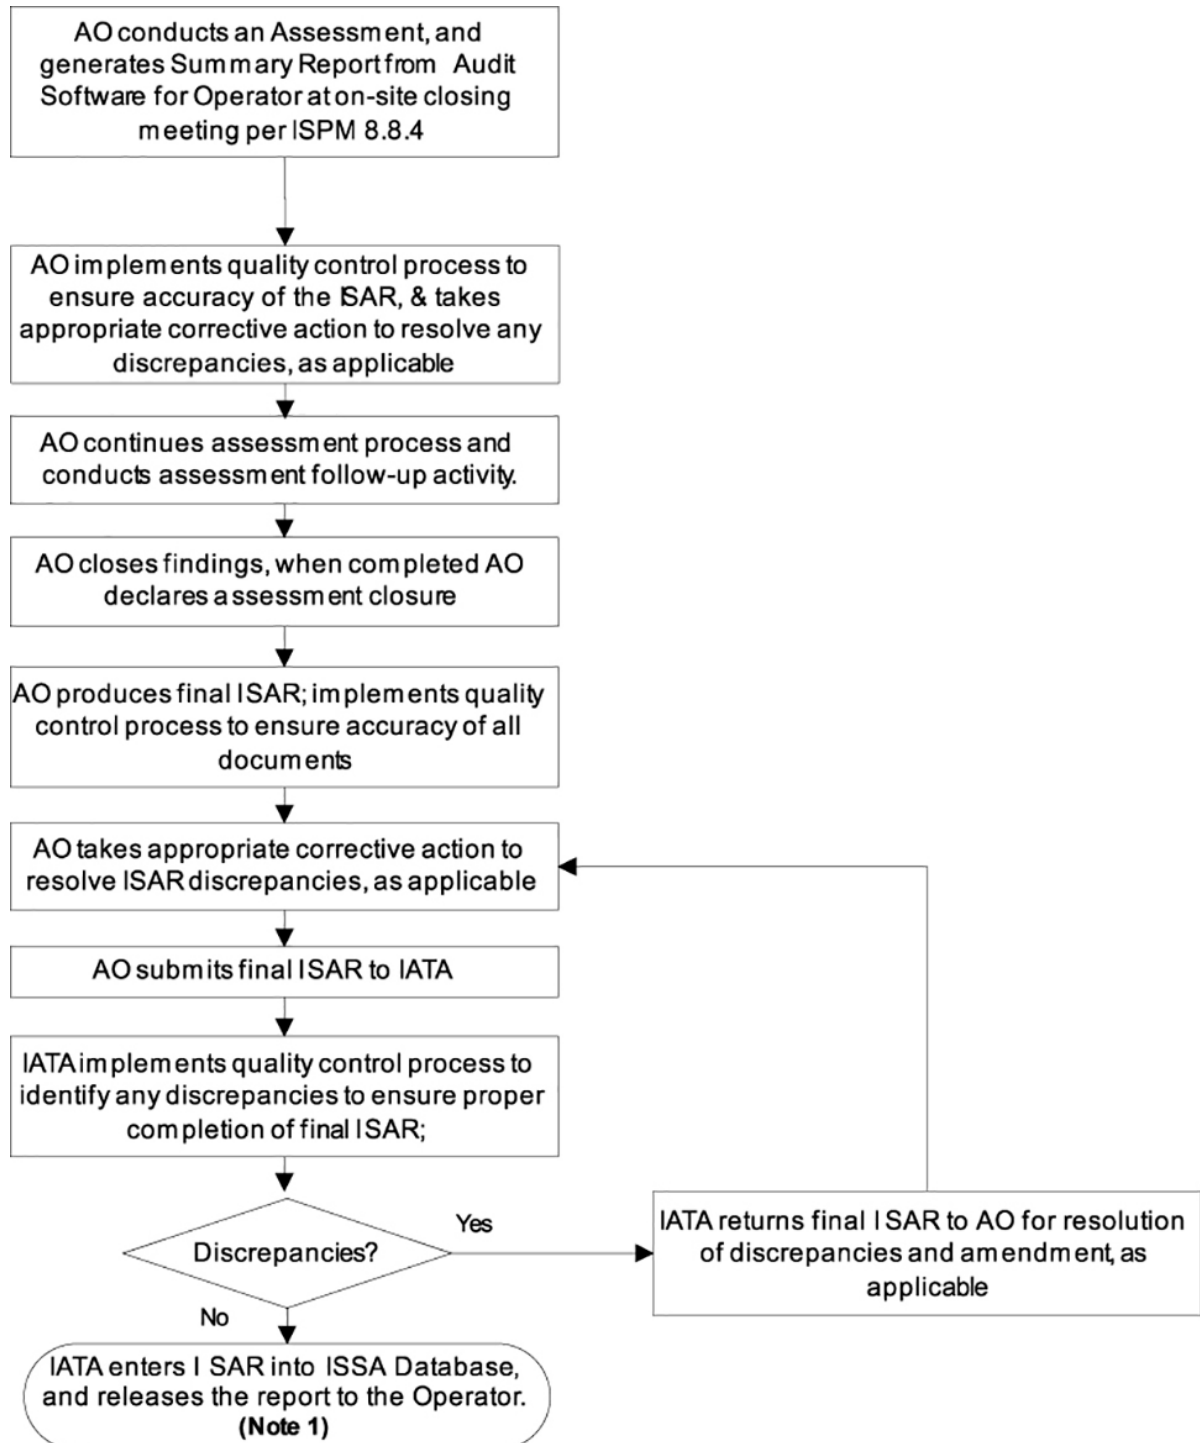 AO conducts an Assessment, and
generates Summary Report from Audit
Software for Operator at on-site closing
meeting per ISPM 8.8.4
AO implements quality control process to
ensure accuracy of the ISAR, & takes
appropriate corrective action to resolve any
discrepancies, as applicable
AO continues assessment process and
conducts assessment follow-up activity.
AO closes findings, when completed AO
declares assessment closure
AO produces final ISAR; implements quality
control process to ensure accuracy of all
documents
AO takes appropriate corrective action to
resolve ISAR discrepancies, as applicable
AO submits final ISAR to IATA
IATA implements quality control process to
identify any discrepancies to ensure proper
completion of final ISAR;
Discrepancies?
Yes
IATA returns final ISAR to AO for resolution
of discrepancies and amendment, as
applicable
No
IATA enters ISAR into ISSA Database,
and releases the report to the Operator.
(Note 1)